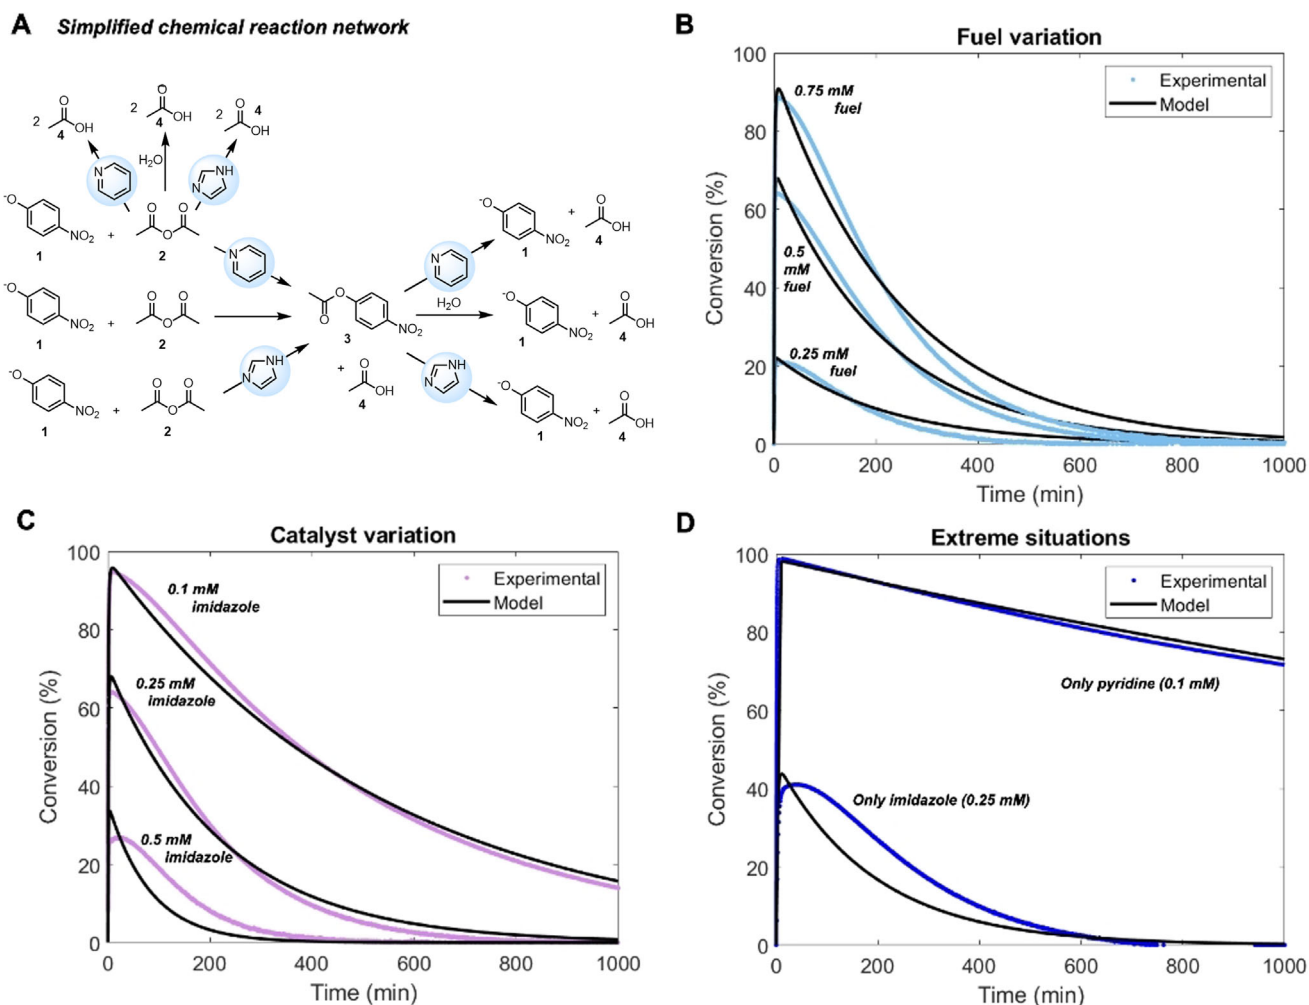 A Simplified chemical reaction network
2 O OH 4
2 O OH 4
2 O OH 4
N H2O N NH
-O NO2 1 + O O O 2
N
-O NO2 1 + O O O 2
-O NO2 1 + O O O 2
N NH
O O NO2 3
+ O OH 4
N
H2O
N NH
-O NO2 1 + O OH 4
-O NO2 1 + O OH 4
-O NO2 1 + O OH 4
B
Fuel variation
Experimental
Model
0.75 mM
fuel
0.5
mM
fuel
0.25 mM
fuel
Conversion (%)
100
80
60
40
20
0
0 200 400 600 800 1000
Time (min)
C
Catalyst variation
Experimental
Model
0.1 mM
imidazole
0.25 mM
imidazole
0.5 mM
imidazole
Conversion (%)
100
80
60
40
20
0
0 200 400 600 800 1000
Time (min)
D
Extreme situations
Experimental
Model
Only pyridine (0.1 mM)
Only imidazole (0.25 mM)
Conversion (%)
100
80
60
40
20
0
0 200 400 600 800 1000
Time (min)